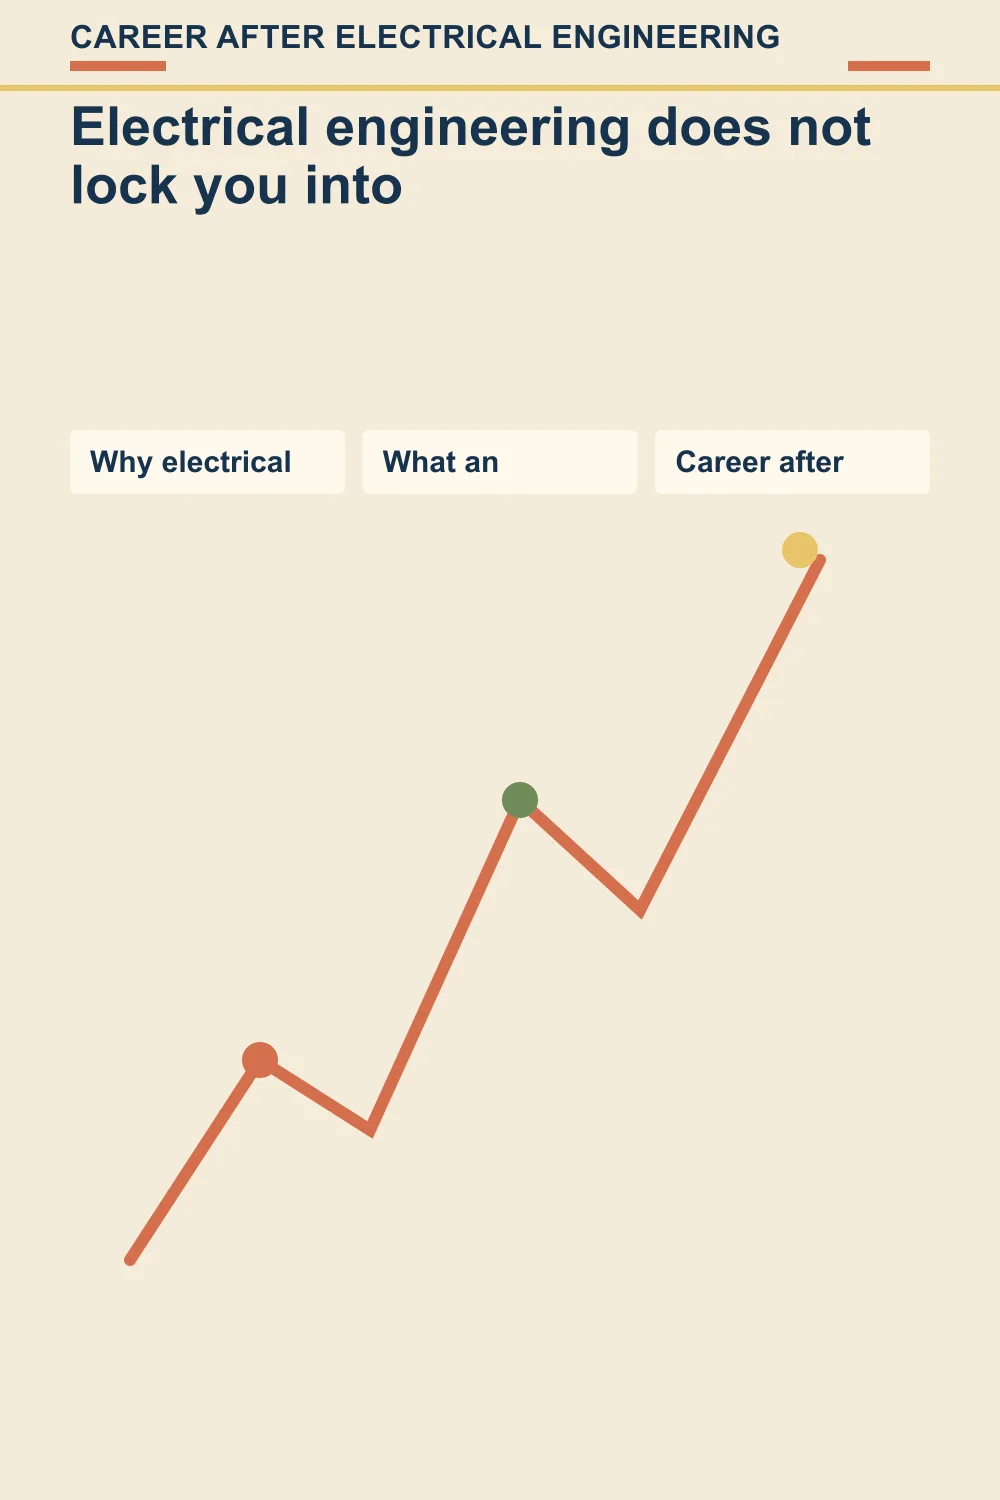 CAREER AFTER ELECTRICAL ENGINEERING
Electrical engineering does not
lock you into
Why electrical
What an
Career after